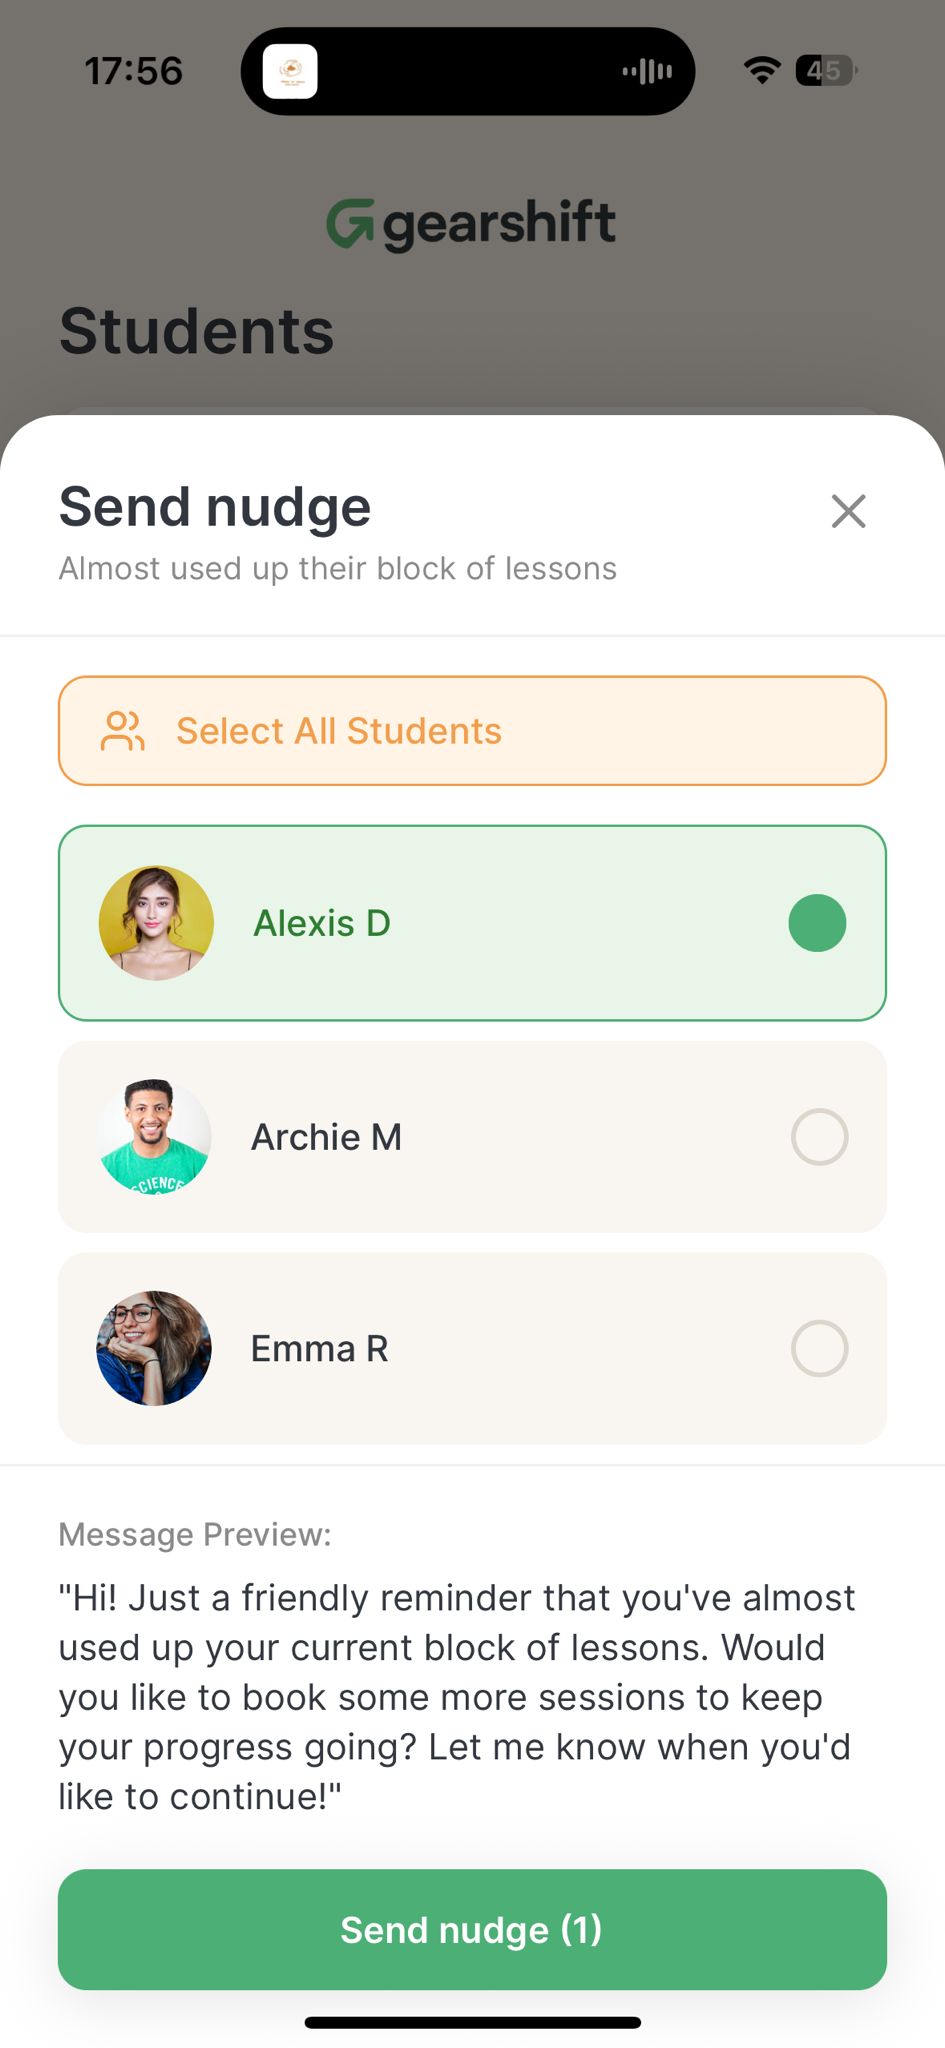 17:56
45
gearshift
Students
Send nudge
Almost used up their block of lessons
Select All Students
Alexis D
Archie M
CIENCE
Emma R
Message Preview:
"Hi! Just a friendly reminder that you've almost
used up your current block of lessons. Would
you like to book some more sessions to keep
your progress going? Let me know when you'd
like to continue!"
Send nudge (1)